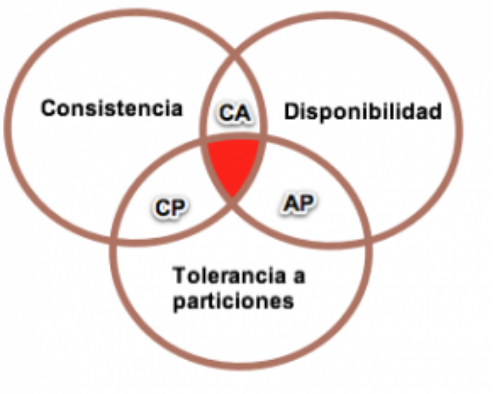 Consistencia
CA
Disponibilidad
CP
AP
Tolerancia a
particiones